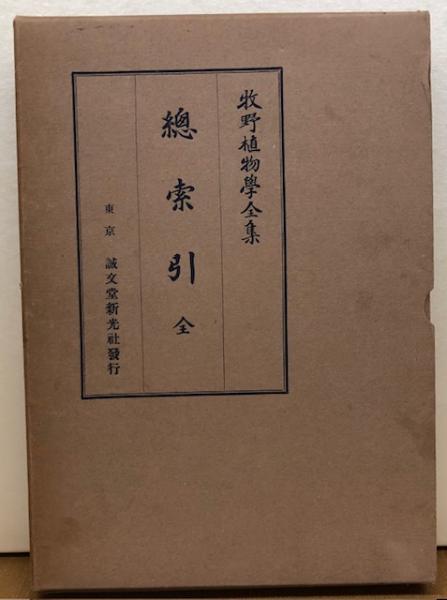 牧野植物學全集
總索引 全
東京 誠文堂新光社發行